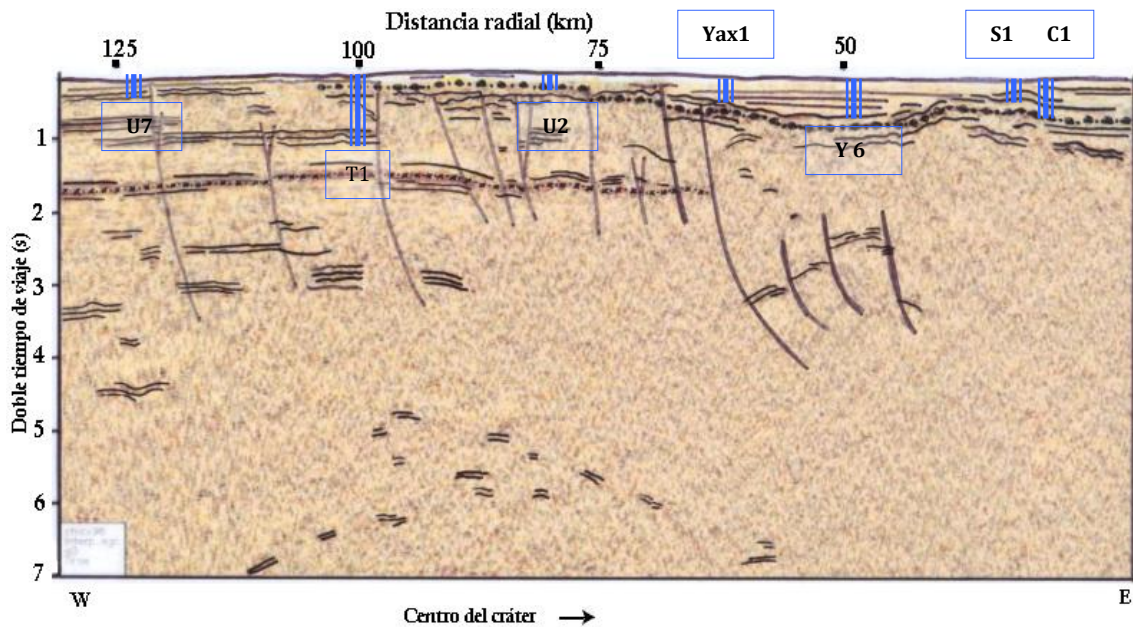 Distancia radial (km)
125
100
75
Yax1
50
S1 C1
U7
T1
U2
Y 6
Doble tiempo de viaje (s)
1
2
3
4
5
6
7
W
E
Centro del cráter